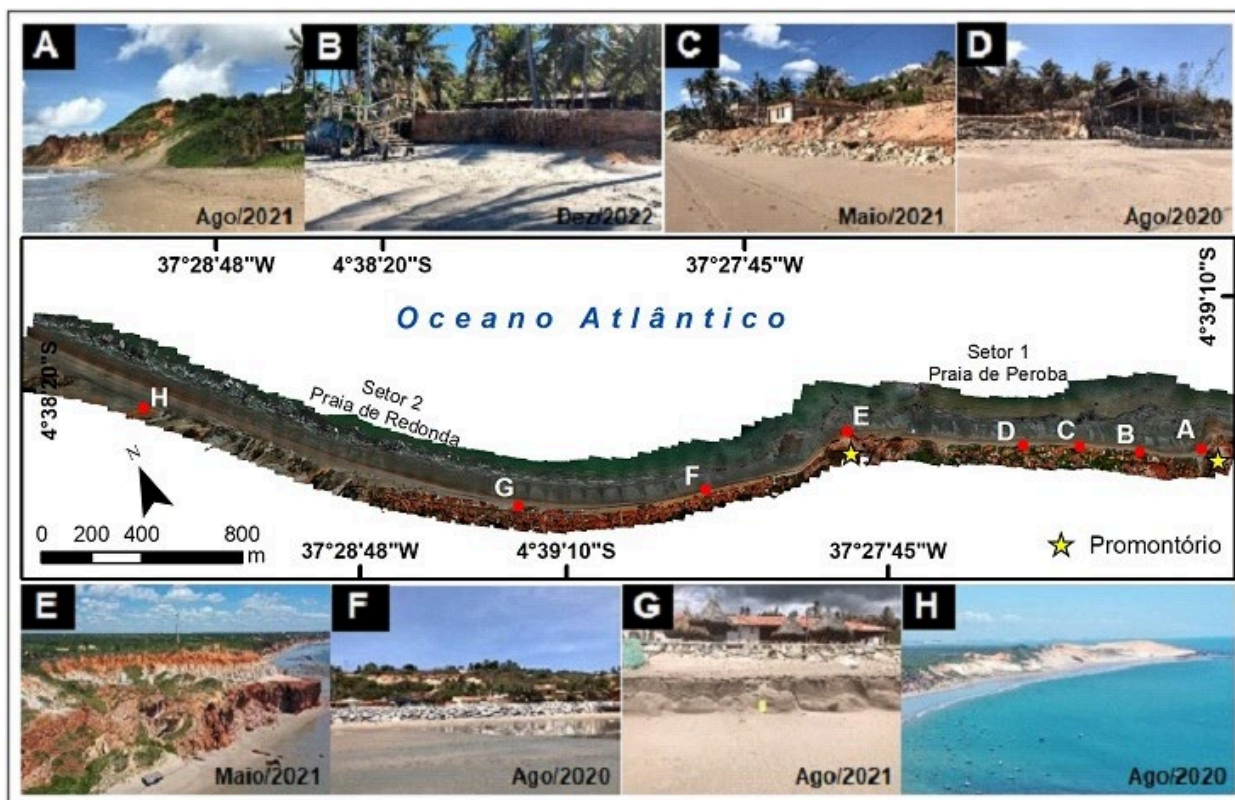 A
B
C
D
Ago/2021
Dez/2022
Maio/2021
Ago/2020
37°28'48"W
4°38'20"S
37°27'45"W
4°39'10"S
Oceano Atlântico
Setor 1
Praia de Peroba
4°38'20"S
Setor 2
Praia de Redonda
H
G
F
E
D
C
B
A
N
0 200 400 800
m
37°28'48"W
4°39'10"S
37°27'45"W
Promontório
E
F
G
H
Maio/2021
Ago/2020
Ago/2021
Ago/2020